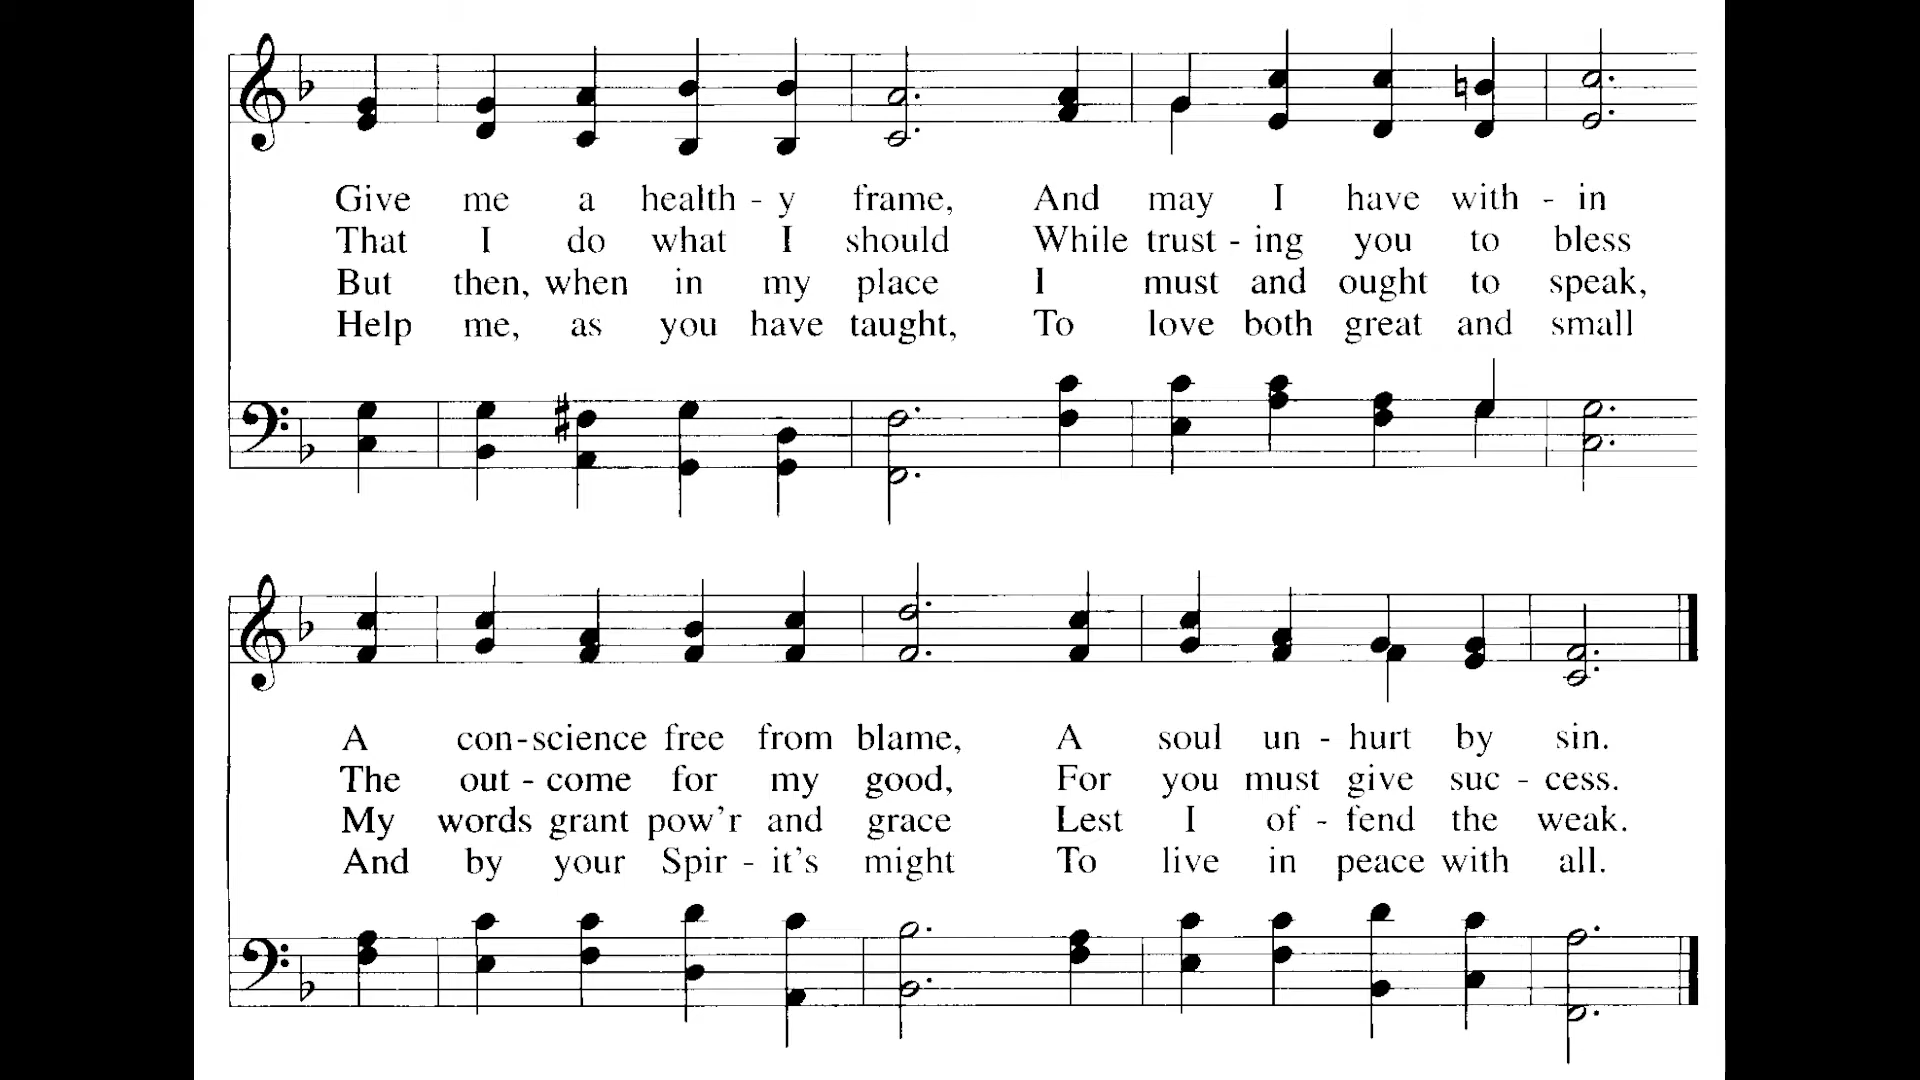 Give me a health - y frame, And may I have with - in
That I do what I should While trust - ing you to bless
But then, when in my place I must and ought to speak,
Help me, as you have taught, To love both great and small
A con - science free from blame, A soul un - hurt by sin.
The out - come for my good, For you must give suc - cess.
My words grant pow'r and grace Lest I of - fend the weak.
And by your Spir - it's might To live in peace with all.